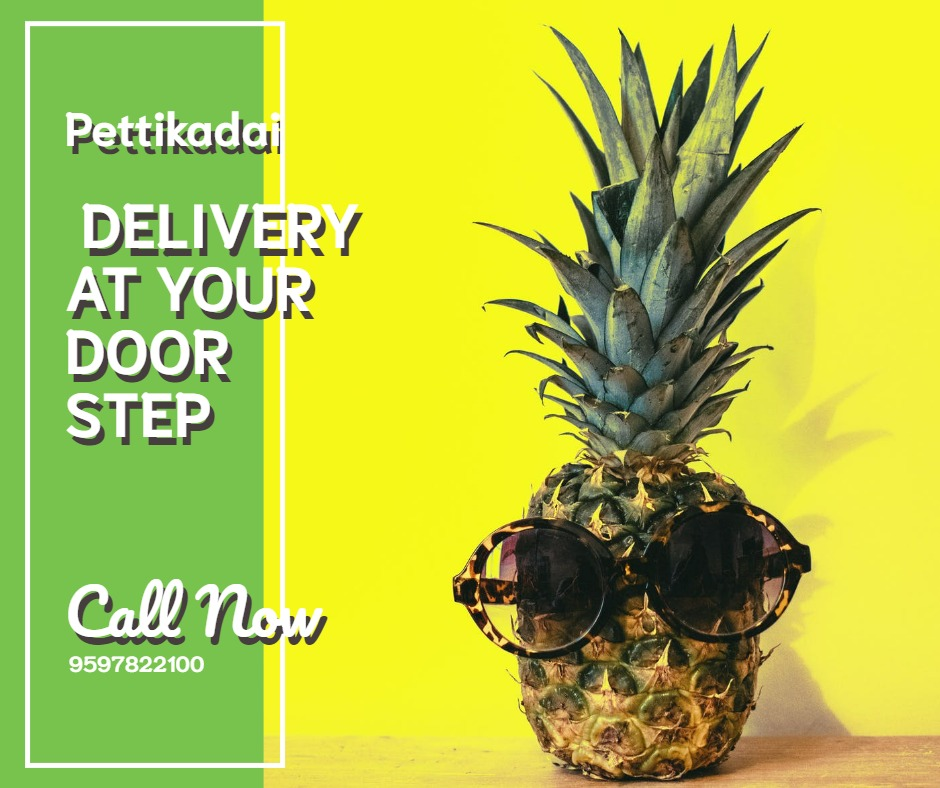 Pettikadai
DELIVERY
AT YOUR
DOOR
STEP
Call Now
9597822100